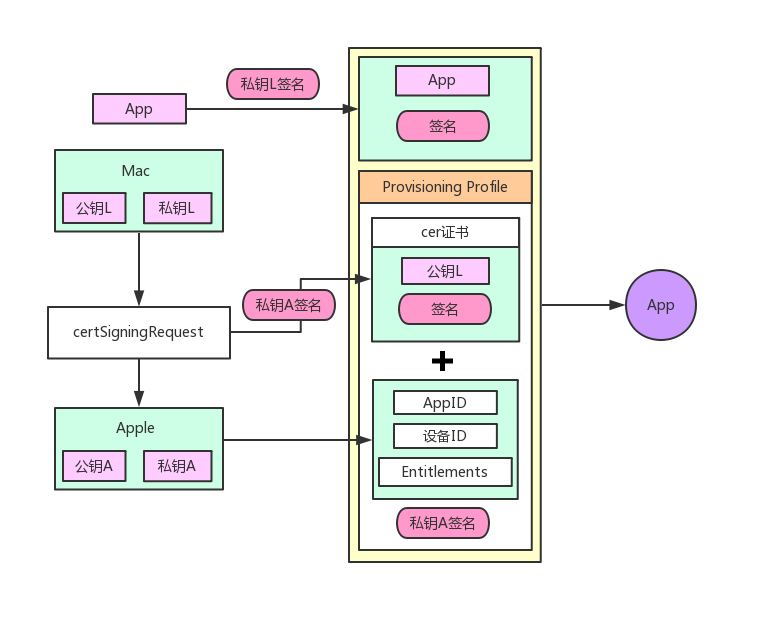 私钥L签名
App
Mac
公钥L
私钥L
私钥A签名
certSigningRequest
Apple
公钥A
私钥A
App
签名
Provisioning Profile
cer证书
公钥L
签名
AppID
设备ID
Entitlements
私钥A签名
App